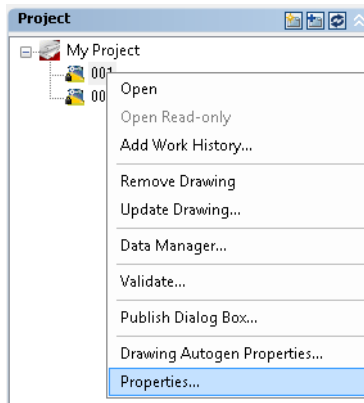 Project
My Project
001
00
Open
Open Read-only
Add Work History...
Remove Drawing
Update Drawing...
Data Manager...
Validate...
Publish Dialog Box...
Drawing Autogen Properties...
Properties...